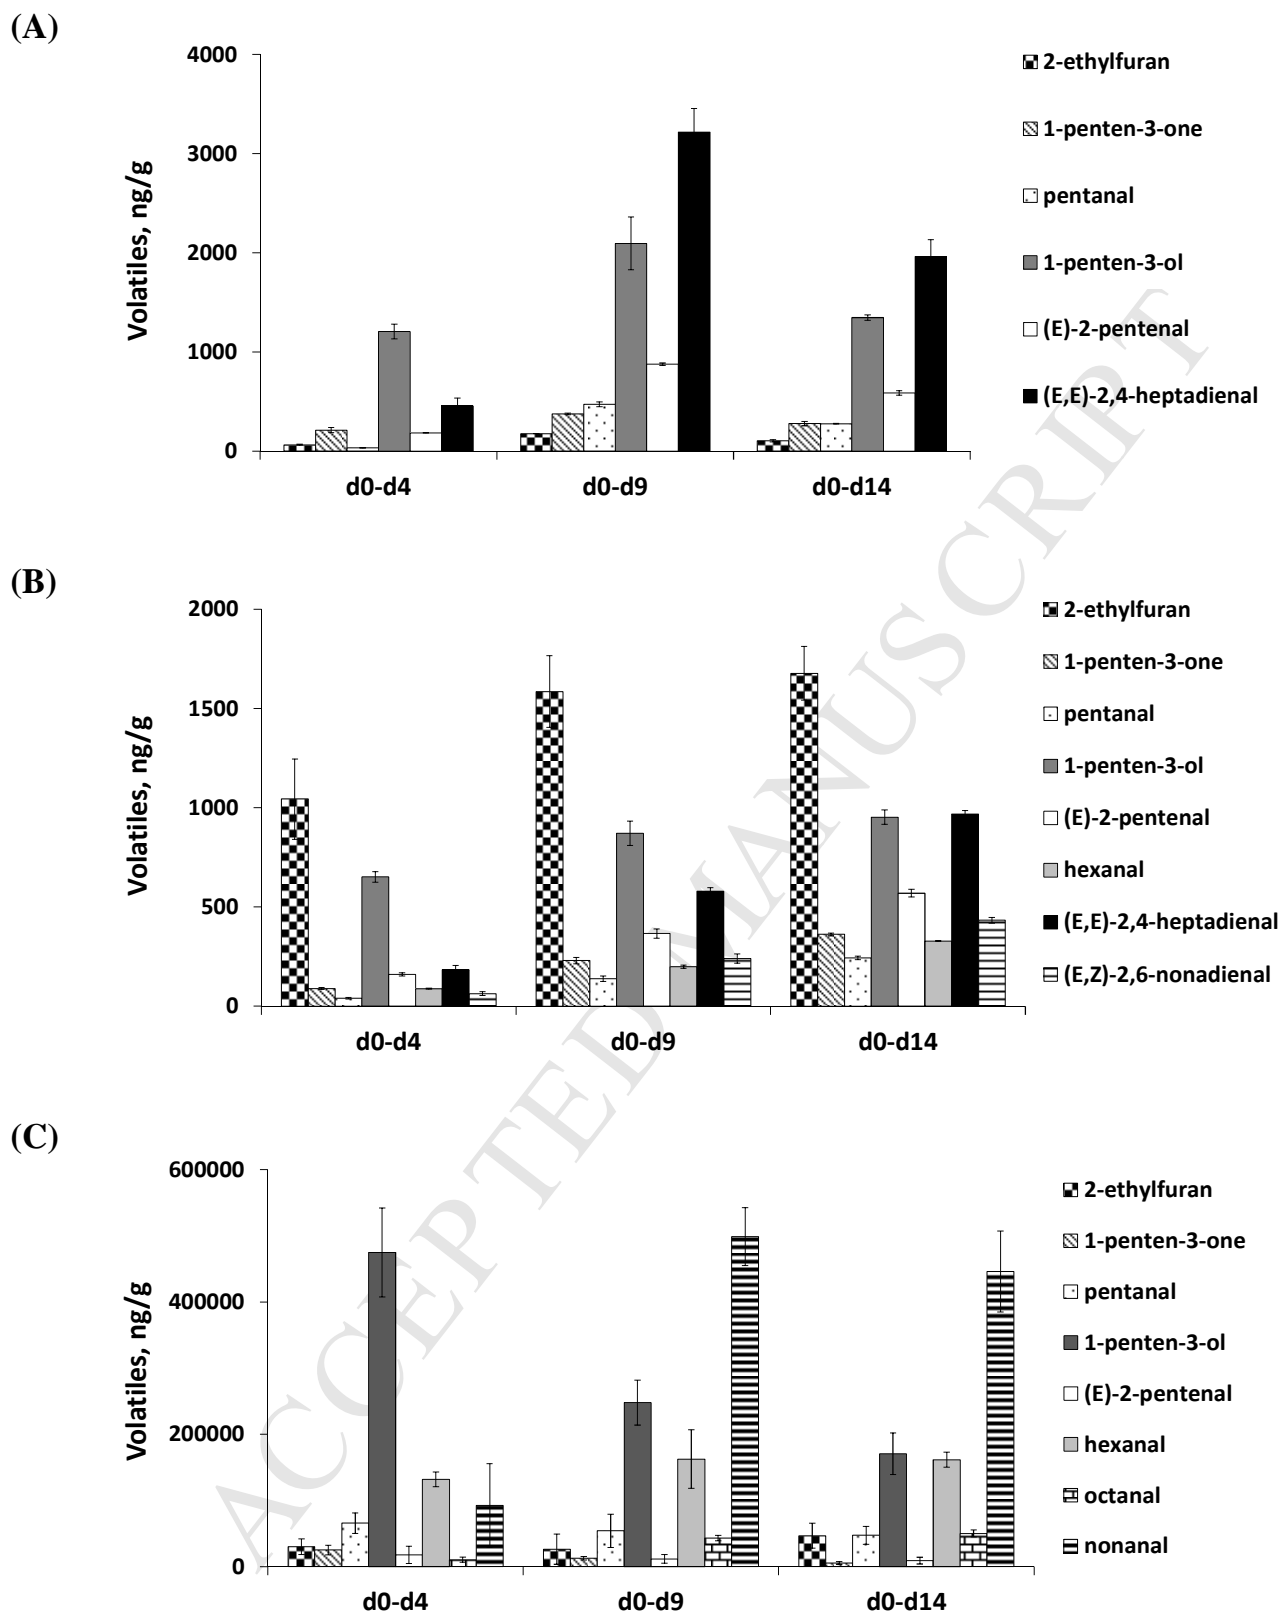 (A)
4000
3000
2000
1000
0
Volatiles, ng/g
d0-d4 d0-d9 d0-d14
2-ethylfuran
1-penten-3-one
pentanal
1-penten-3-ol
(E)-2-pentenal
(E,E)-2,4-heptadienal
(B)
2000
1500
1000
500
0
Volatiles, ng/g
d0-d4 d0-d9 d0-d14
2-ethylfuran
1-penten-3-one
pentanal
1-penten-3-ol
(E)-2-pentenal
hexanal
(E,E)-2,4-heptadienal
(E,Z)-2,6-nonadienal
(C)
600000
400000
200000
0
Volatiles, ng/g
d0-d4 d0-d9 d0-d14
2-ethylfuran
1-penten-3-one
pentanal
1-penten-3-ol
(E)-2-pentenal
hexanal
octanal
nonanal
ACCEPTED MANUSCRIPT